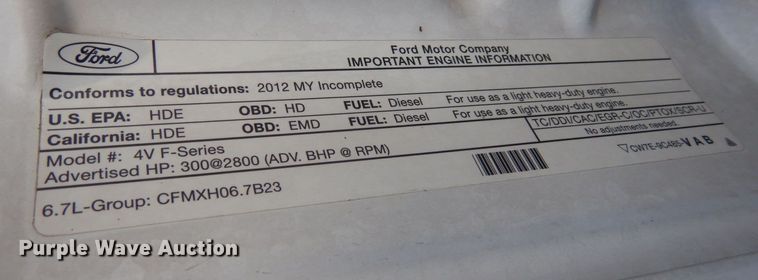 Ford
Ford Motor Company
IMPORTANT ENGINE INFORMATION
Conforms to regulations: 2012 MY Incomplete
U.S. EPA: HDE OBD: HD FUEL: Diesel For use as a light heavy-duty engine.
California: HDE OBD: EMD FUEL: Diesel For use as a light heavy-duty engine.
Model #: 4V F-Series TC/DDI/CAC/EGR-C/OC/PTOX/SCR-U
Advertised HP: 300@2800 (ADV. BHP @ RPM) No adjustments needed.
6.7L-Group: CFMXH06.7B23 CW7E-9C485-VAB
Purple Wave Auction